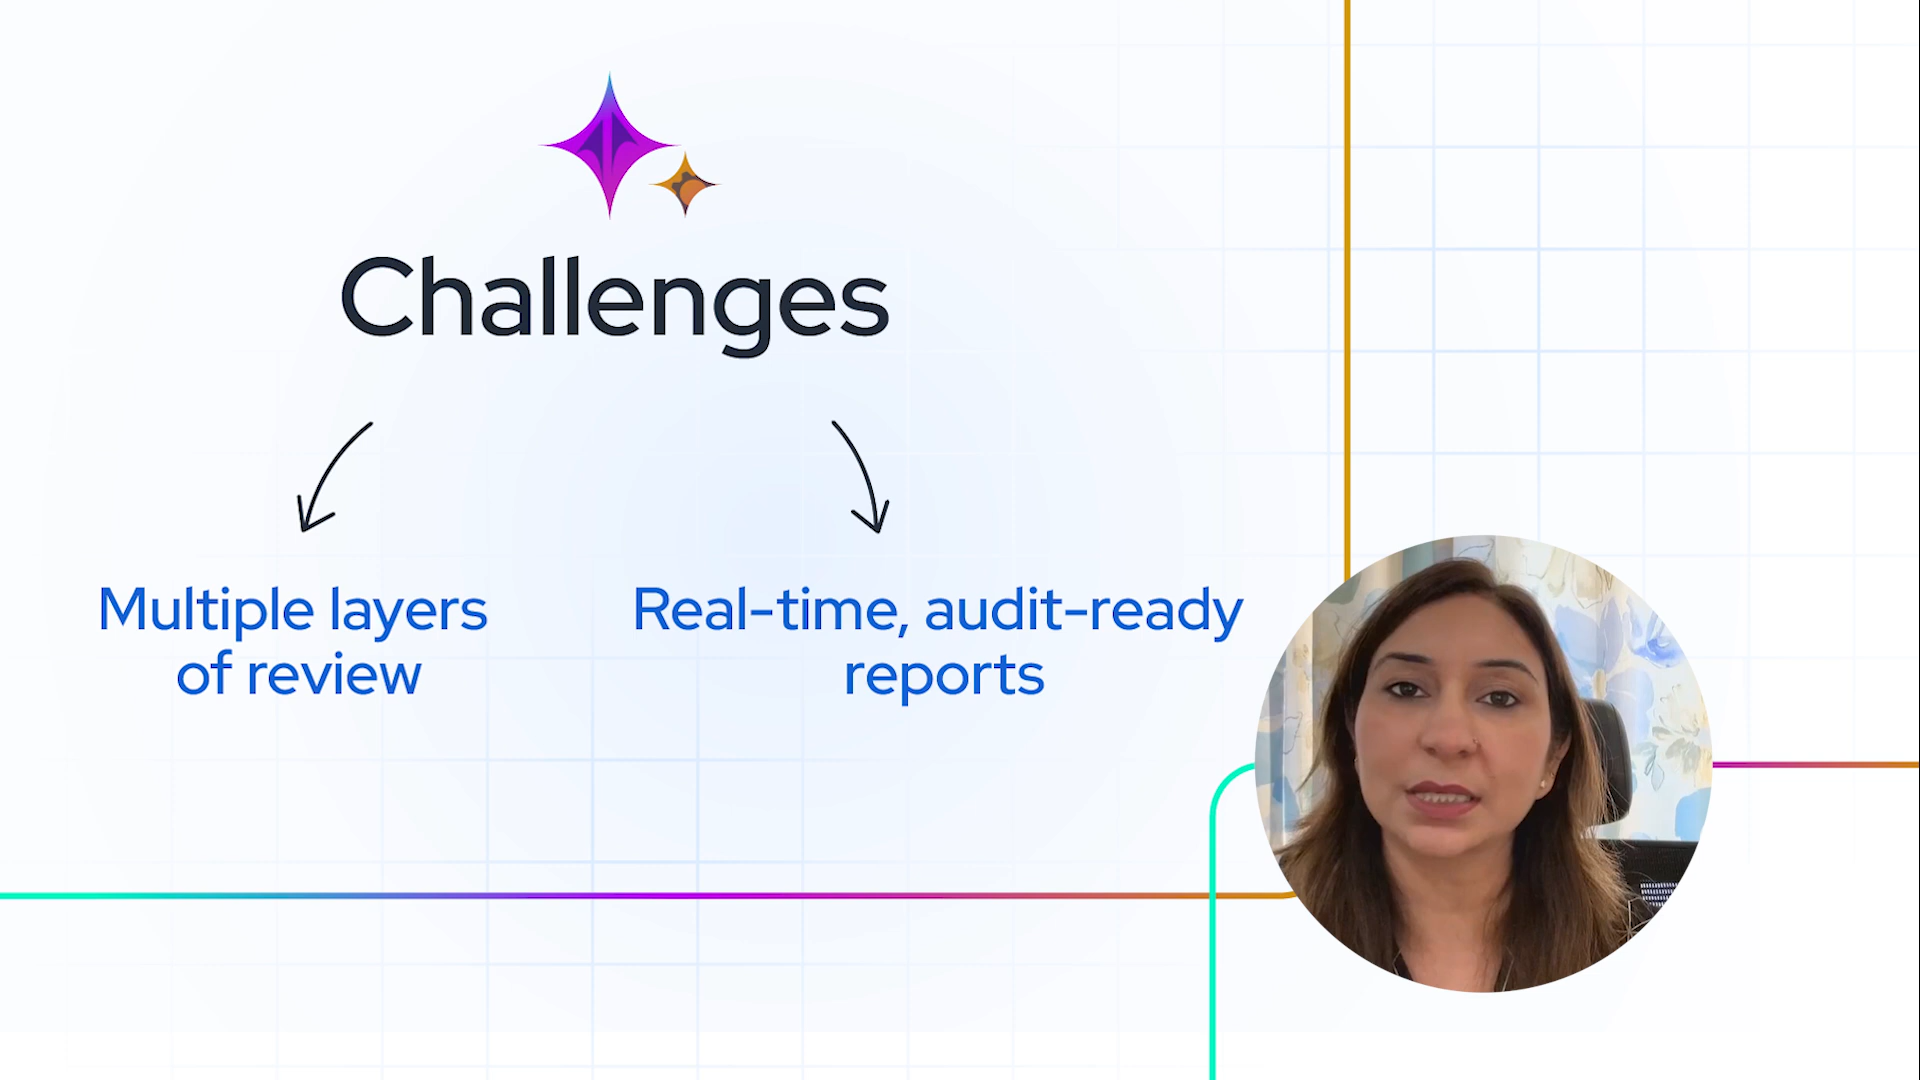 Challenges
Multiple layers
of review
Real-time, audit-ready
reports